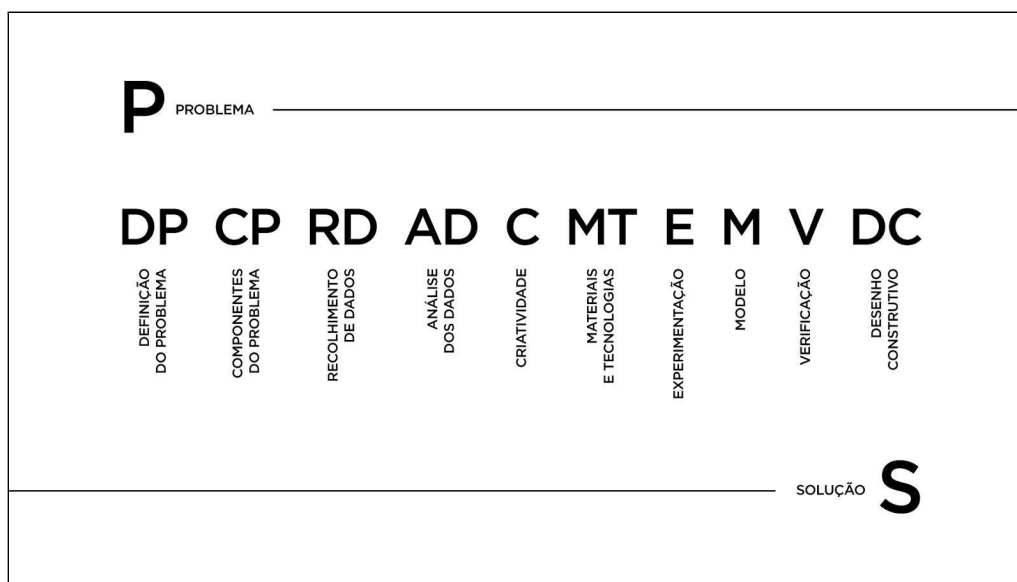 P PROBLEMA
DP CP RD AD C MT E M V DC
DEFINIÇÃO
DO PROBLEMA
COMPONENTES
DO PROBLEMA
RECOLHIMENTO
DE DADOS
ANÁLISE
DOS DADOS
CRIATIVIDADE
MATERIAIS
E TECNOLOGIAS
EXPERIMENTAÇÃO
MODELO
VERIFICAÇÃO
DESENHO
CONSTRUTIVO
SOLUÇÃO S